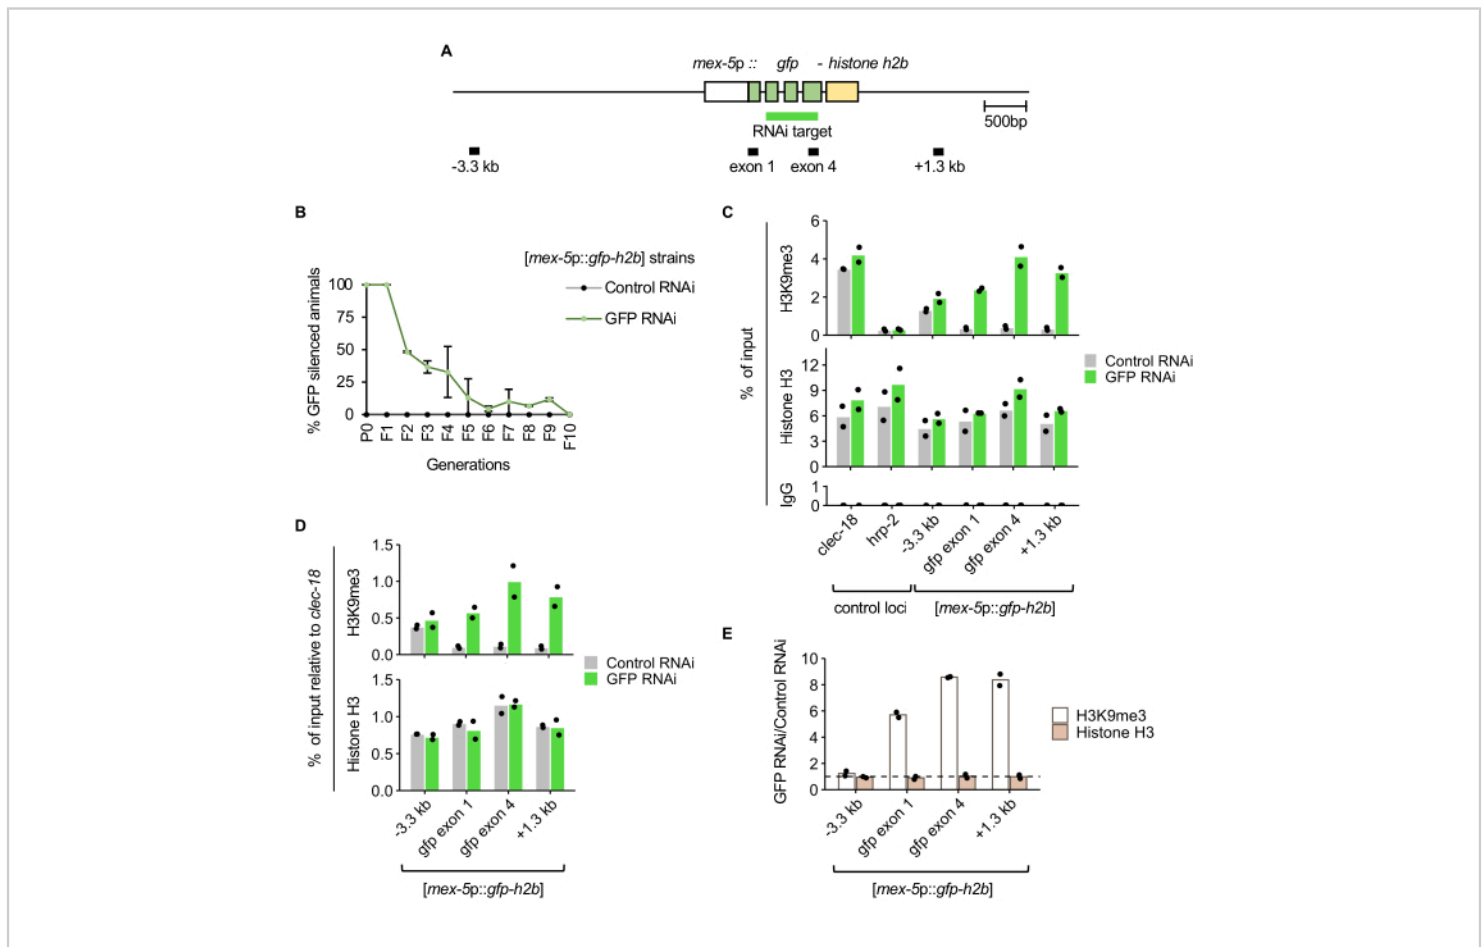 A
mex-5p :: gfp - histone h2b
500bp
RNAi target
-3.3 kb exon 1 exon 4 +1.3 kb
B
[mex-5p::gfp-h2b] strains
Control RNAi
GFP RNAi
% GFP silenced animals
100
75
50
25
0
P0 F1 F2 F3 F4 F5 F6 F7 F8 F9 F10
Generations
C
% of input
H3K9me3
6
4
2
0
Histone H3
12
9
6
3
0
IgG
1
0
Control RNAi
GFP RNAi
clec-18 hrp-2 -3.3 kb gfp exon 1 gfp exon 4 +1.3 kb
control loci [mex-5p::gfp-h2b]
D
% of input relative to clec-18
H3K9me3
1.5
1.0
0.5
0.0
Histone H3
1.5
1.0
0.5
0.0
Control RNAi
GFP RNAi
-3.3 kb gfp exon 1 gfp exon 4 +1.3 kb
[mex-5p::gfp-h2b]
E
GFP RNAi/Control RNAi
10
8
6
4
2
0
H3K9me3
Histone H3
-3.3 kb gfp exon 1 gfp exon 4 +1.3 kb
[mex-5p::gfp-h2b]